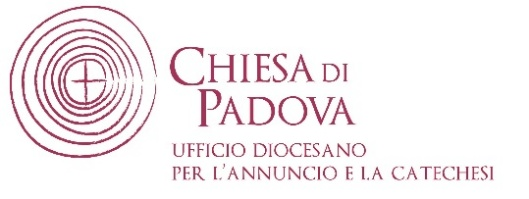 CHIESA DI
PADOVA
UFFICIO DIOCESANO
PER L'ANNUNCIO E LA CATECHESI